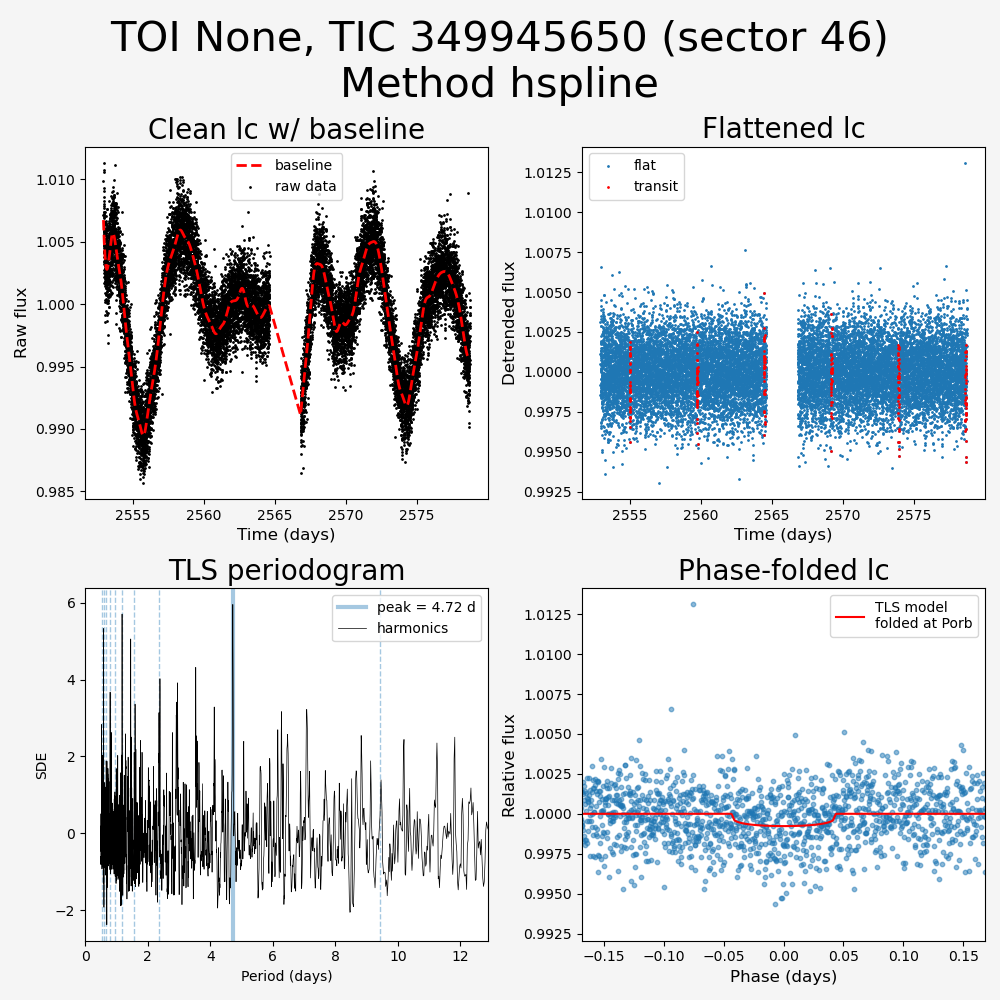 TOI None, TIC 349945650 (sector 46)
Method hspline
Clean lc w/ baseline
baseline
raw data
1.010
1.005
1.000
0.995
0.990
0.985
Raw flux
2555 2560 2565 2570 2575
Time (days)
Flattened lc
flat
transit
1.0125
1.0100
1.0075
1.0050
1.0025
1.0000
0.9975
0.9950
0.9925
Detrended flux
2555 2560 2565 2570 2575
Time (days)
TLS periodogram
peak = 4.72 d
harmonics
6
4
2
0
−2
SDE
0 2 4 6 8 10 12
Period (days)
Phase-folded lc
TLS model
folded at Porb
1.0125
1.0100
1.0075
1.0050
1.0025
1.0000
0.9975
0.9950
0.9925
Relative flux
−0.15 −0.10 −0.05 0.00 0.05 0.10 0.15
Phase (days)